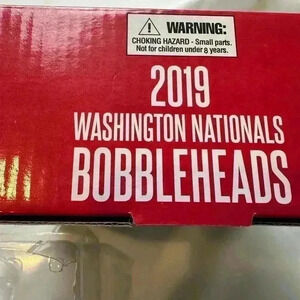 WARNING:
CHOKING HAZARD - Small parts.
Not for children under 8 years.
2019
WASHINGTON NATIONALS
BOBBLEHEADS